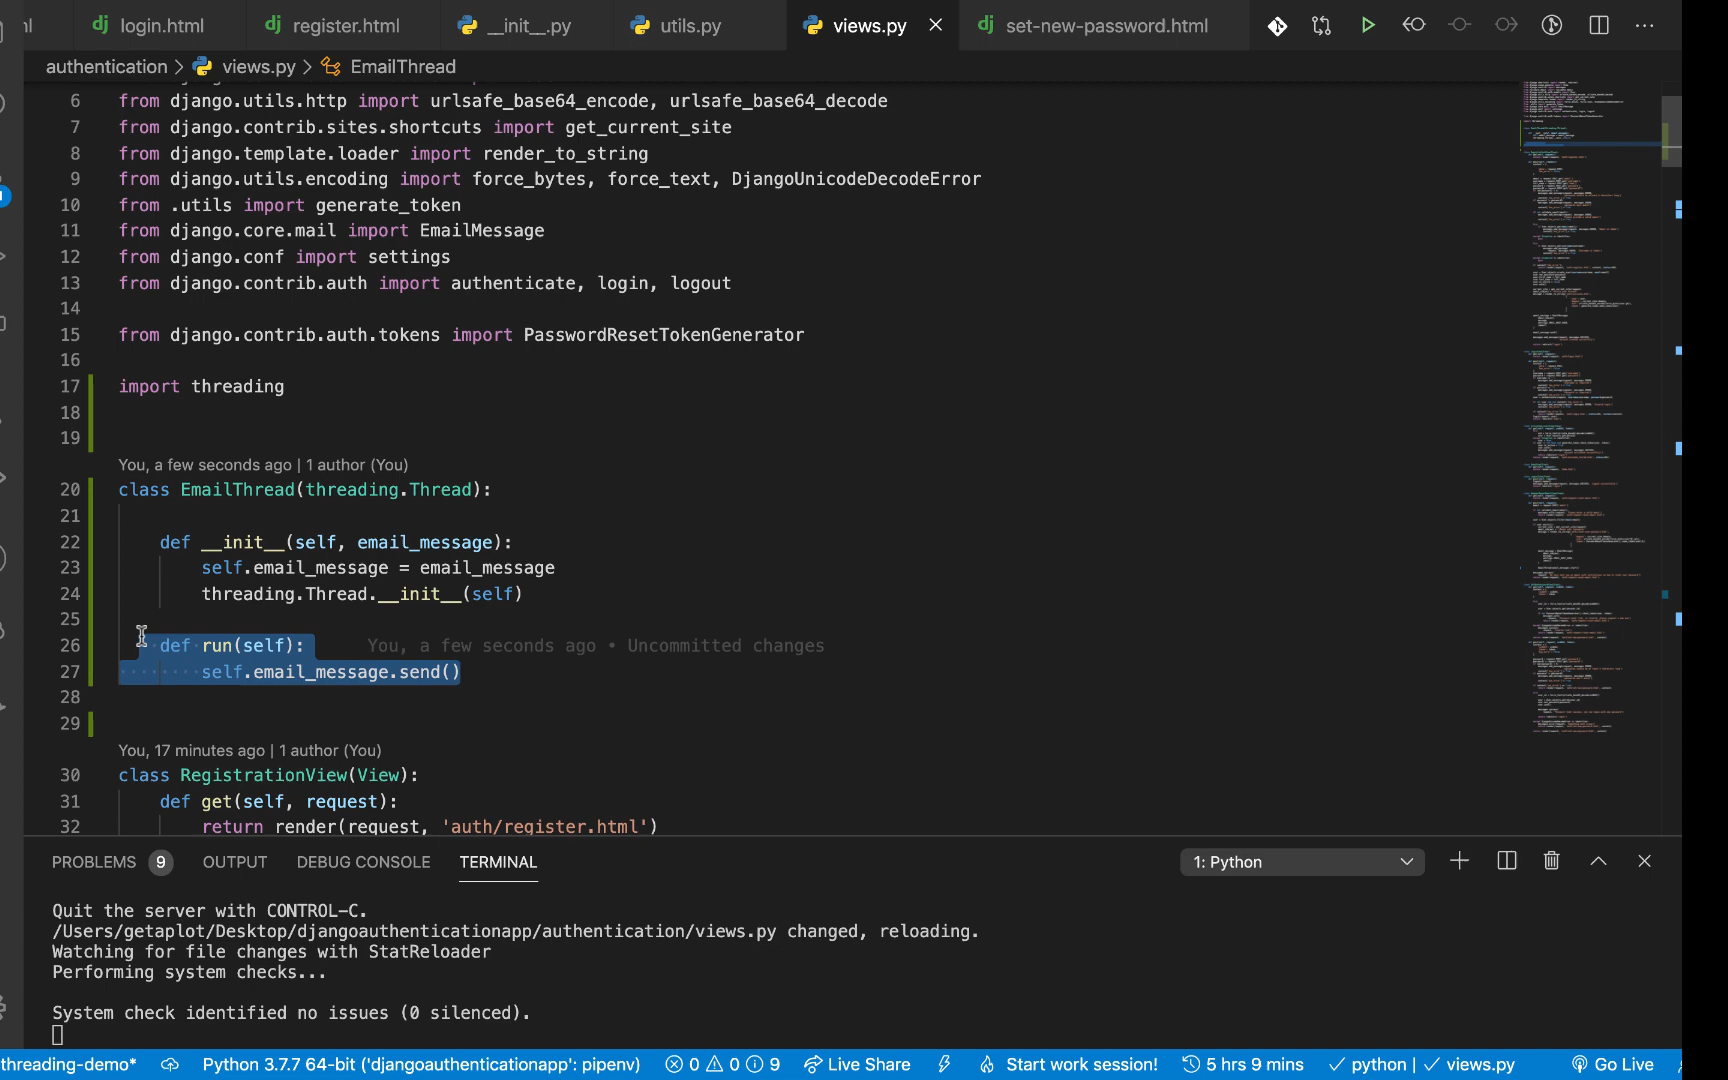 login.html register.html __init__.py utils.py views.py set-new-password.html
authentication > views.py > EmailThread
6 from django.utils.http import urlsafe_base64_encode, urlsafe_base64_decode
7 from django.contrib.sites.shortcuts import get_current_site
8 from django.template.loader import render_to_string
9 from django.utils.encoding import force_bytes, force_text, DjangoUnicodeDecodeError
10 from .utils import generate_token
11 from django.core.mail import EmailMessage
12 from django.conf import settings
13 from django.contrib.auth import authenticate, login, logout
14
15 from django.contrib.auth.tokens import PasswordResetTokenGenerator
16
17 import threading
18
19
You, a few seconds ago | 1 author (You)
20 class EmailThread(threading.Thread):
21
22 def __init__(self, email_message):
23 self.email_message = email_message
24 threading.Thread.__init__(self)
25
26 def run(self): You, a few seconds ago • Uncommitted changes
27 self.email_message.send()
28
29
You, 17 minutes ago | 1 author (You)
30 class RegistrationView(View):
31 def get(self, request):
32 return render(request, 'auth/register.html')
PROBLEMS 9 OUTPUT DEBUG CONSOLE TERMINAL 1: Python
Quit the server with CONTROL-C.
/Users/getaplot/Desktop/djangoauthenticationapp/authentication/views.py changed, reloading.
Watching for file changes with StatReloader
Performing system checks...
System check identified no issues (0 silenced).
threading-demo* Python 3.7.7 64-bit ('djangoauthenticationapp': pipenv) 0 0 9 Live Share Start work session! 5 hrs 9 mins python | views.py Go Live